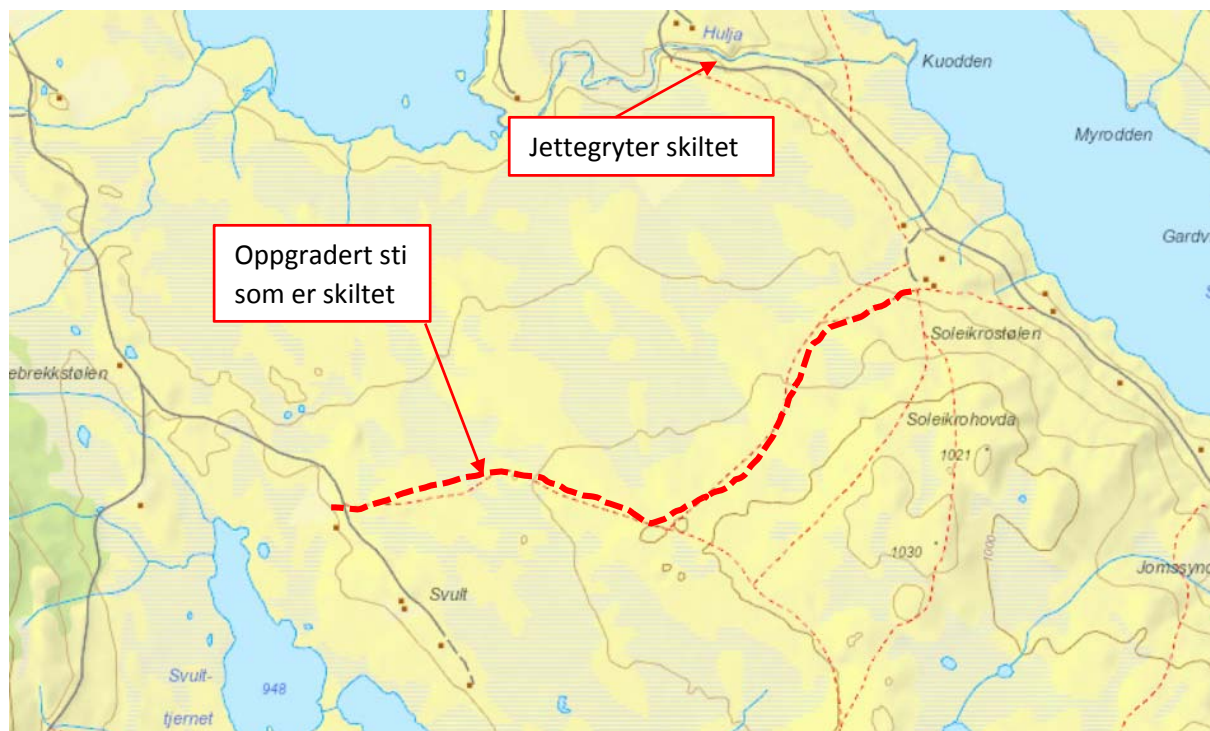 Hulja
Kuodden
Jettegryter skiltet
Myrodden
Oppgradert sti
som er skiltet
Gardv
Soleikrostølen
ebrekkstølen
Soleikrohovda
1021
1030
1000
Jomssynd
Svult
Svult-
tjernet
948